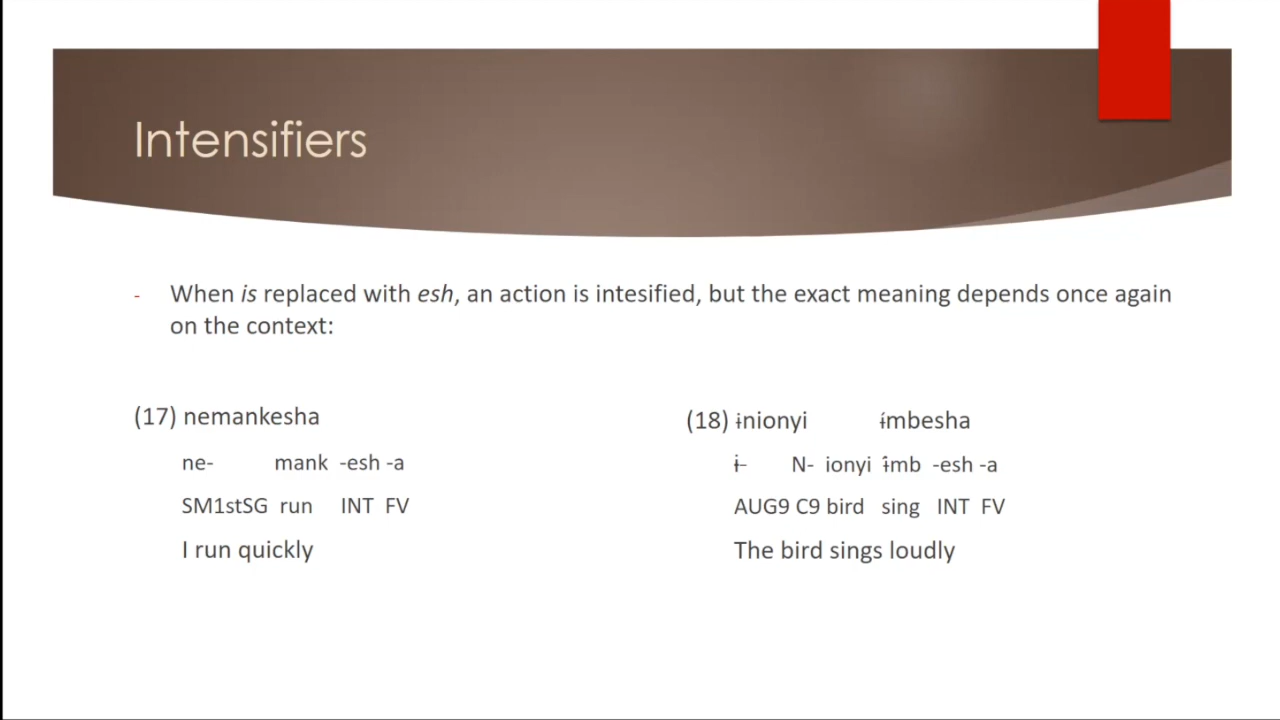 Intensifiers
- When is replaced with esh, an action is intesified, but the exact meaning depends once again
on the context:
(17) nemankesha
ne- mank -esh -a
SM1stSG run INT FV
I run quickly
(18) ɨnionyi ɨ́mbesha
ɨ- N- ionyi ɨ́mb -esh -a
AUG9 C9 bird sing INT FV
The bird sings loudly